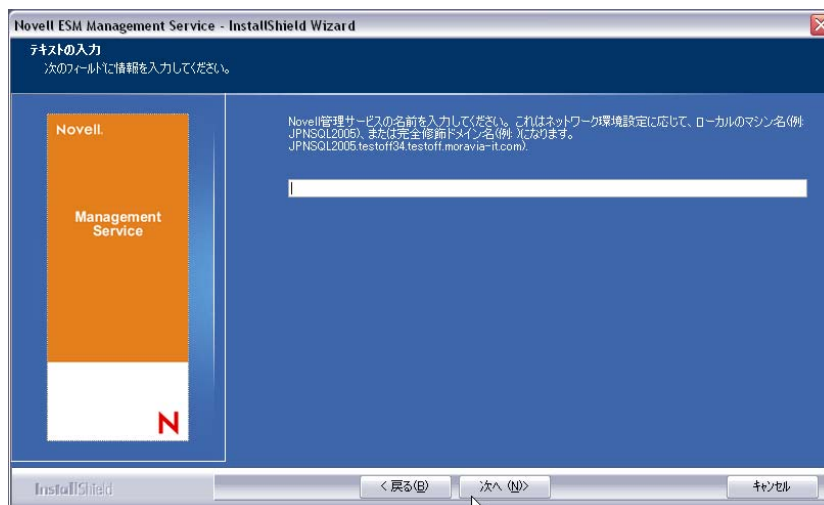 Novell ESM Management Service - InstallShield Wizard
テキストの入力
次のフィールドに情報を入力してください。
Novell管理サービスの名前を入力してください。これはネットワーク環境設定に応じて、ローカルのマシン名(例:
JPNSQL2005)、または完全修飾ドメイン名(例: )になります。
JPNSQL2005.testoff34.testoff.moravia-it.com).
Novell.
Management
Service
N
InstallShield
< 戻る(B)
次へ (N)>
キャンセル